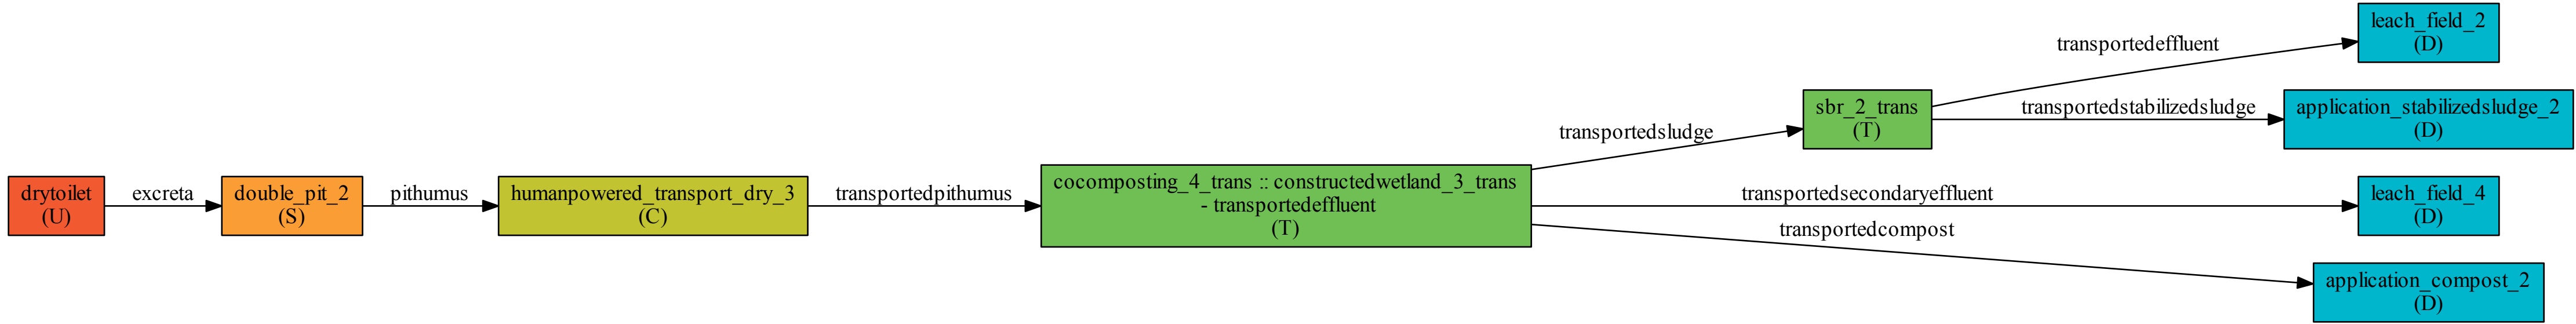 drytoilet
(U)
excreta
double_pit_2
(S)
pithumus
humanpowered_transport_dry_3
(C)
transportedpithumus
cocomposting_4_trans :: constructedwetland_3_trans
- transportedeffluent
(T)
transportedsludge
sbr_2_trans
(T)
transportedeffluent
leach_field_2
(D)
transportedstabilizedsludge
application_stabilizedsludge_2
(D)
transportedsecondaryeffluent
leach_field_4
(D)
transportedcompost
application_compost_2
(D)